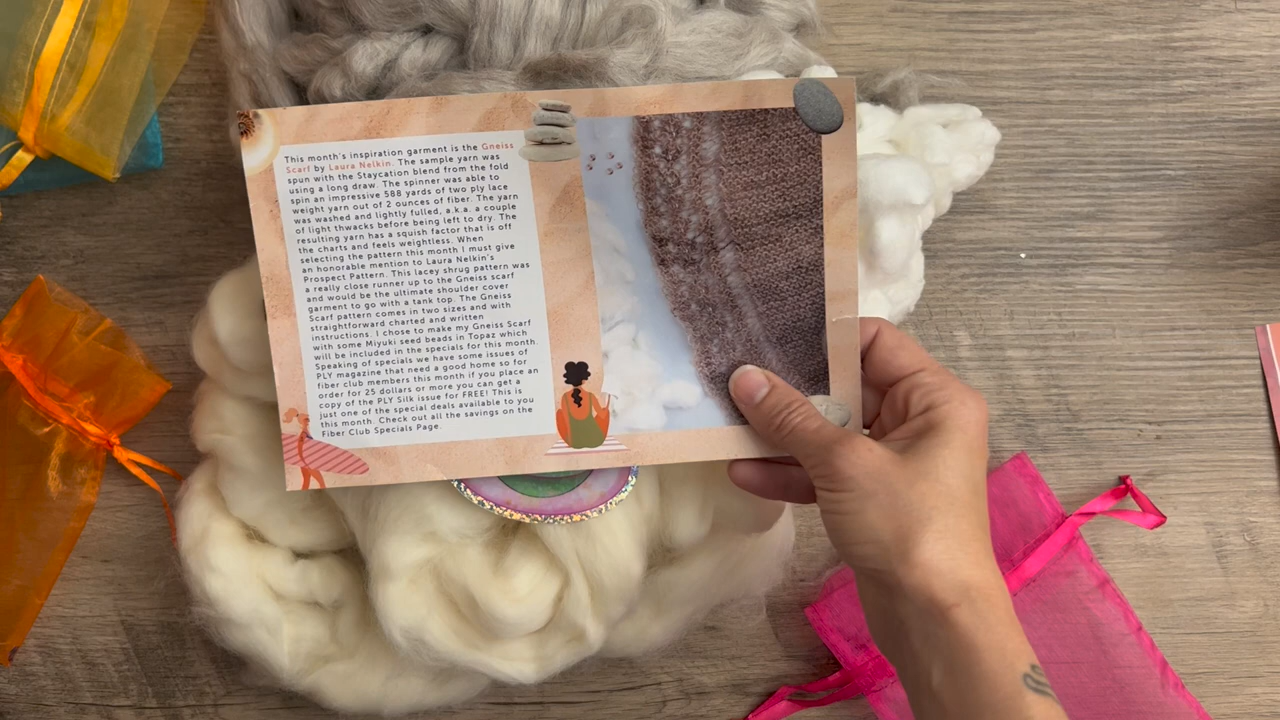 This month's inspiration garment is the Gneiss
Scarf by Laura Nelkin. The sample yarn was
spun with the Staycation blend from the fold
using a long draw. The spinner was able to
spin an impressive 588 yards of two ply lace
weight yarn out of 2 ounces of fiber. The yarn
was washed and lightly fulled, a.k.a. a couple
of light thwacks before being left to dry. The
resulting yarn has a squish factor that is off
the charts and feels weightless. When
selecting the pattern this month I must give
an honorable mention to Laura Nelkin's
Prospect Pattern. This lacey shrug pattern was
a really close runner up to the Gneiss scarf
and would be the ultimate shoulder cover
garment to go with a tank top. The Gneiss
Scarf pattern comes in two sizes and with
straightforward charted and written
instructions. I chose to make my Gneiss Scarf
with some Miyuki seed beads in Topaz which
will be included in the specials for this month.
Speaking of specials we have some issues of
PLY magazine that need a good home so for
fiber club members this month if you place an
order for 25 dollars or more you can get a
copy of the PLY Silk issue for FREE! This is
just one of the special deals available to you
this month. Check out all the savings on the
Fiber Club Specials Page.